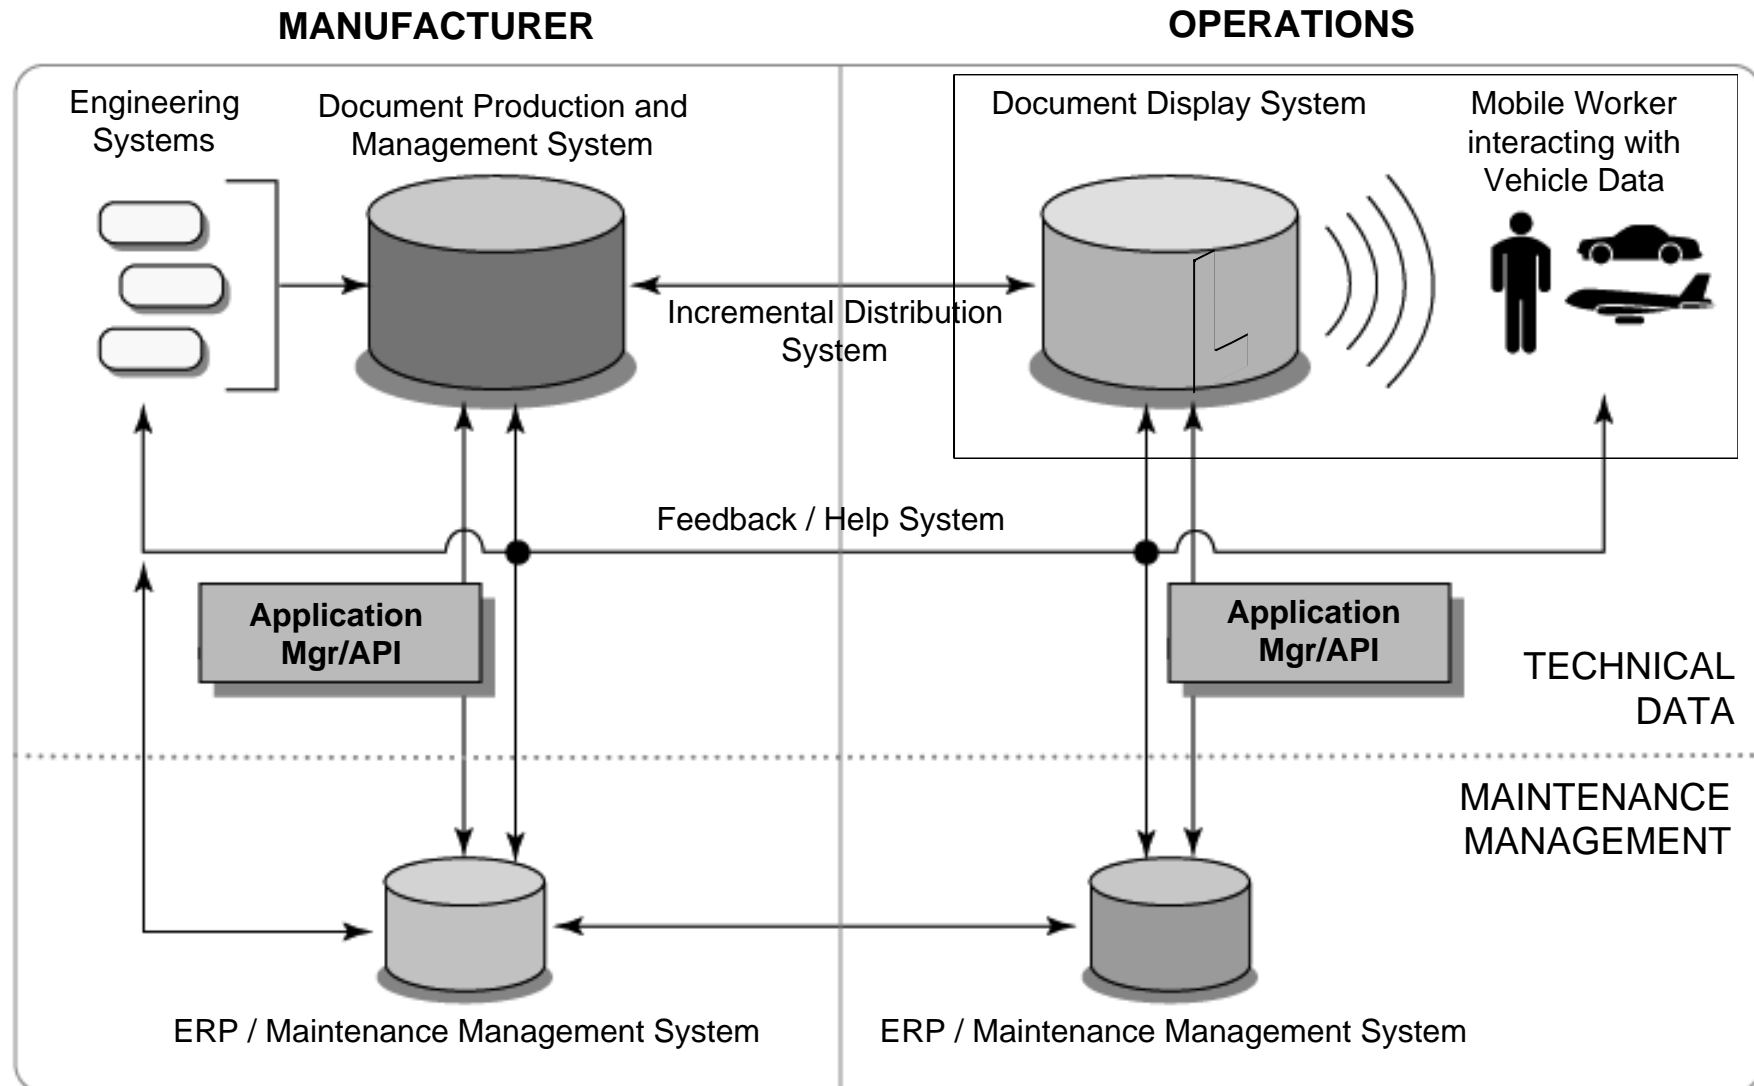 MANUFACTURER
OPERATIONS
Engineering
Systems
Document Production and
Management System
Document Display System
Mobile Worker
interacting with
Vehicle Data
Incremental Distribution
System
Feedback / Help System
Application
Mgr/API
Application
Mgr/API
TECHNICAL
DATA
MAINTENANCE
MANAGEMENT
ERP / Maintenance Management System
ERP / Maintenance Management System